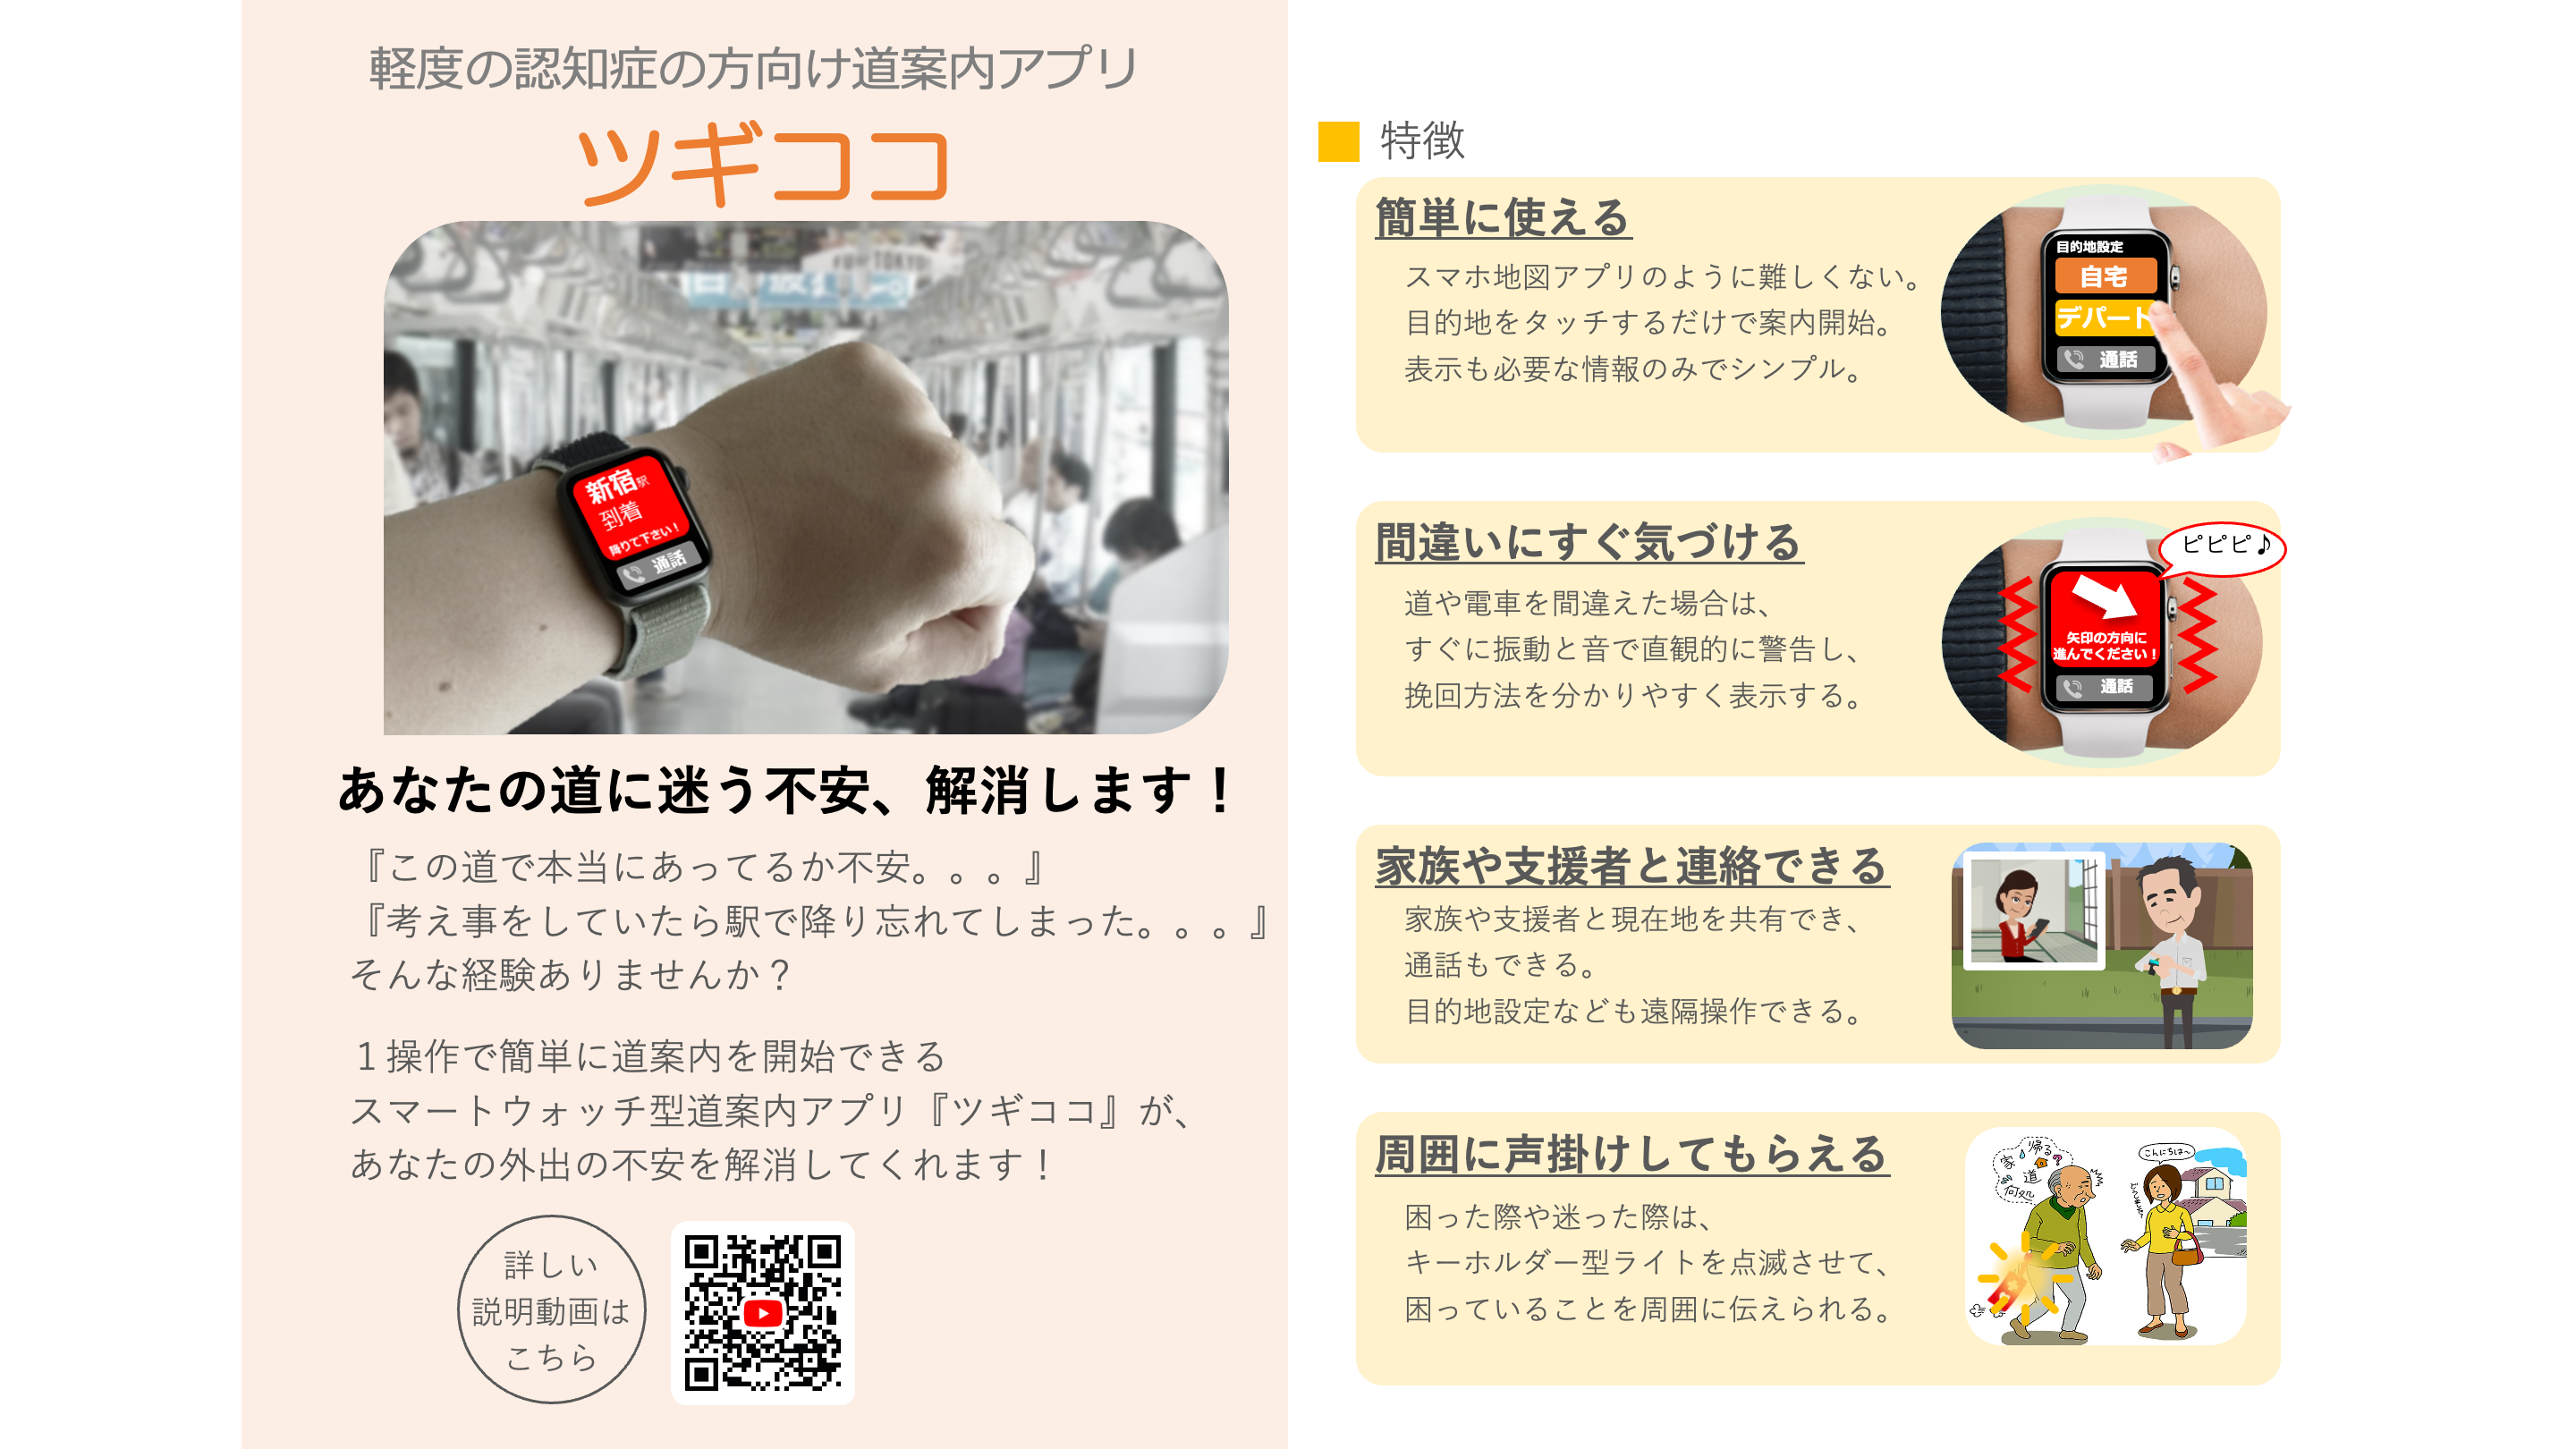 軽度の認知症の方向け道案内アプリ
ツギココ
新宿駅
到着
降りて下さい！
通話
あなたの道に迷う不安、解消します！
『この道で本当にあってるか不安。。。』
『考え事をしていたら駅で降り忘れてしまった。。。』
そんな経験ありませんか？
１操作で簡単に道案内を開始できる
スマートウォッチ型道案内アプリ『ツギココ』が、
あなたの外出の不安を解消してくれます！
詳しい
説明動画は
こちら
特徴
簡単に使える
スマホ地図アプリのように難しくない。
目的地をタッチするだけで案内開始。
表示も必要な情報のみでシンプル。
目的地設定
自宅
デパート
通話
間違いにすぐ気づける
道や電車を間違えた場合は、
すぐに振動と音で直観的に警告し、
挽回方法を分かりやすく表示する。
ピピピ♪
矢印の方向に
進んでください！
通話
家族や支援者と連絡できる
家族や支援者と現在地を共有でき、
通話もできる。
目的地設定なども遠隔操作できる。
周囲に声掛けしてもらえる
困った際や迷った際は、
キーホルダー型ライトを点滅させて、
困っていることを周囲に伝えられる。
家 帰る？
道
何処
こんにちは〜